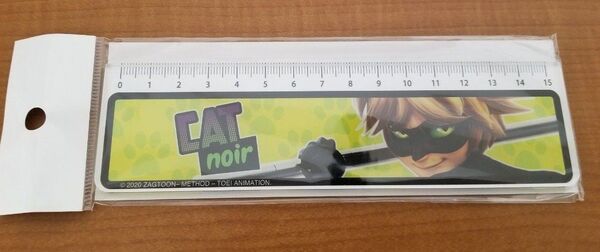 0 1 2 3 4 5 6 7 8 9 10 11 12 13 14 15
CAT
noir
© 2020 ZAGTOON – METHOD – TOEI ANIMATION.